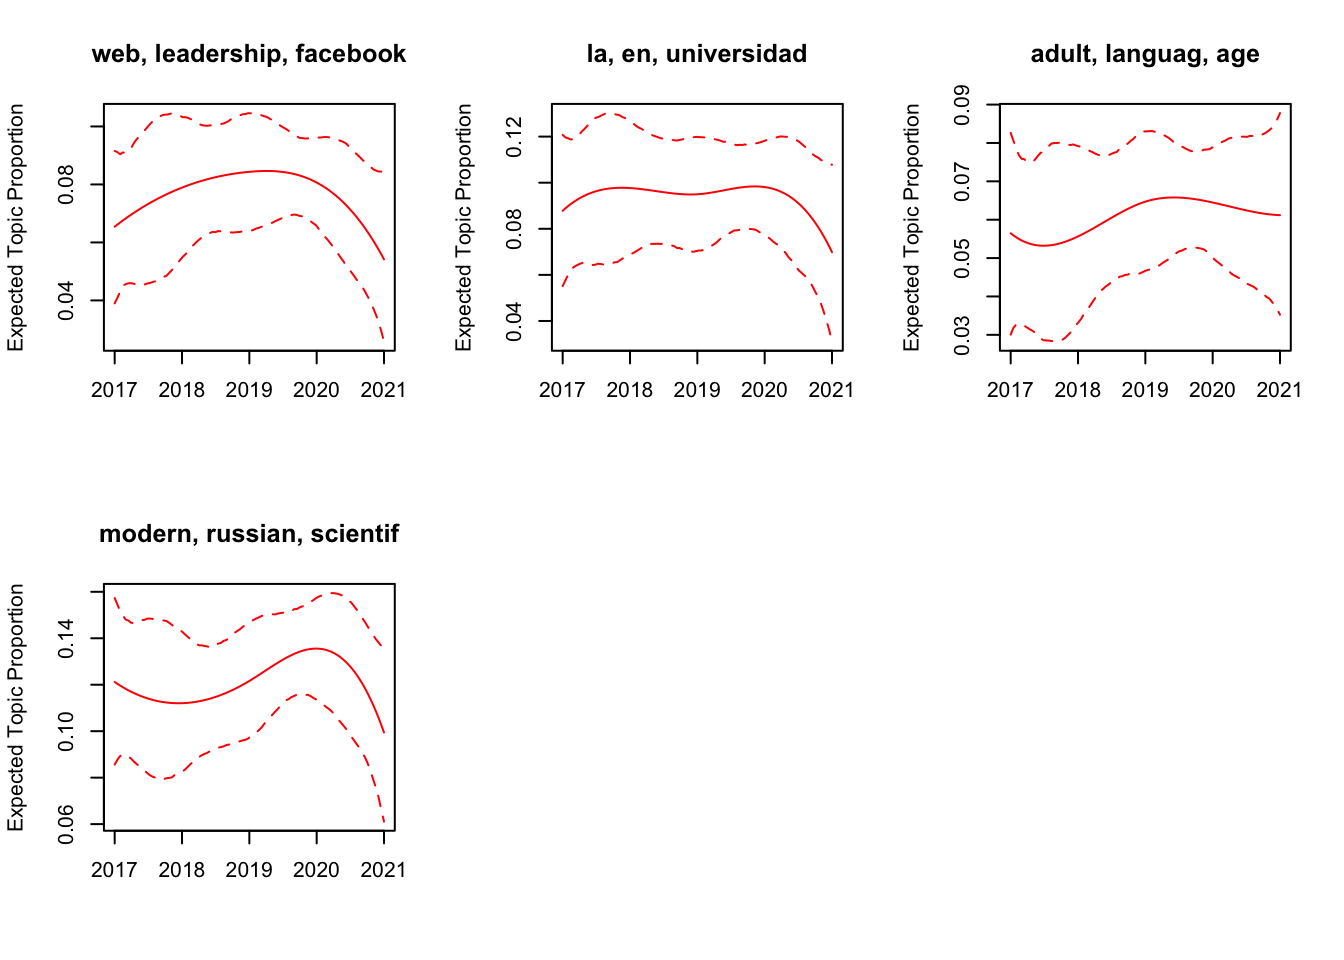 web, leadership, facebook
Expected Topic Proportion
0.04 0.08
2017 2018 2019 2020 2021
la, en, universidad
Expected Topic Proportion
0.04 0.08 0.12
2017 2018 2019 2020 2021
adult, languag, age
Expected Topic Proportion
0.03 0.05 0.07 0.09
2017 2018 2019 2020 2021
modern, russian, scientif
Expected Topic Proportion
0.06 0.10 0.14
2017 2018 2019 2020 2021